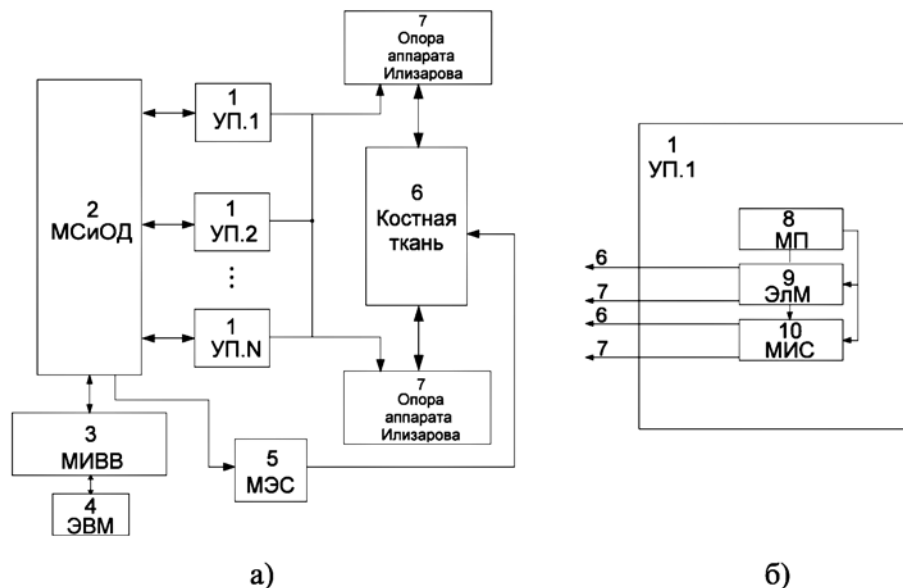 7
Опора
аппарата
Илизарова
1
УП.1
2
МСиОД
1
УП.2
⋮
1
УП.N
6
Костная
ткань
7
Опора
аппарата
Илизарова
3
МИВВ
4
ЭВМ
5
МЭС
а)
1
УП.1
8
МП
6
9
ЭлМ
7
6
10
МИС
7
б)